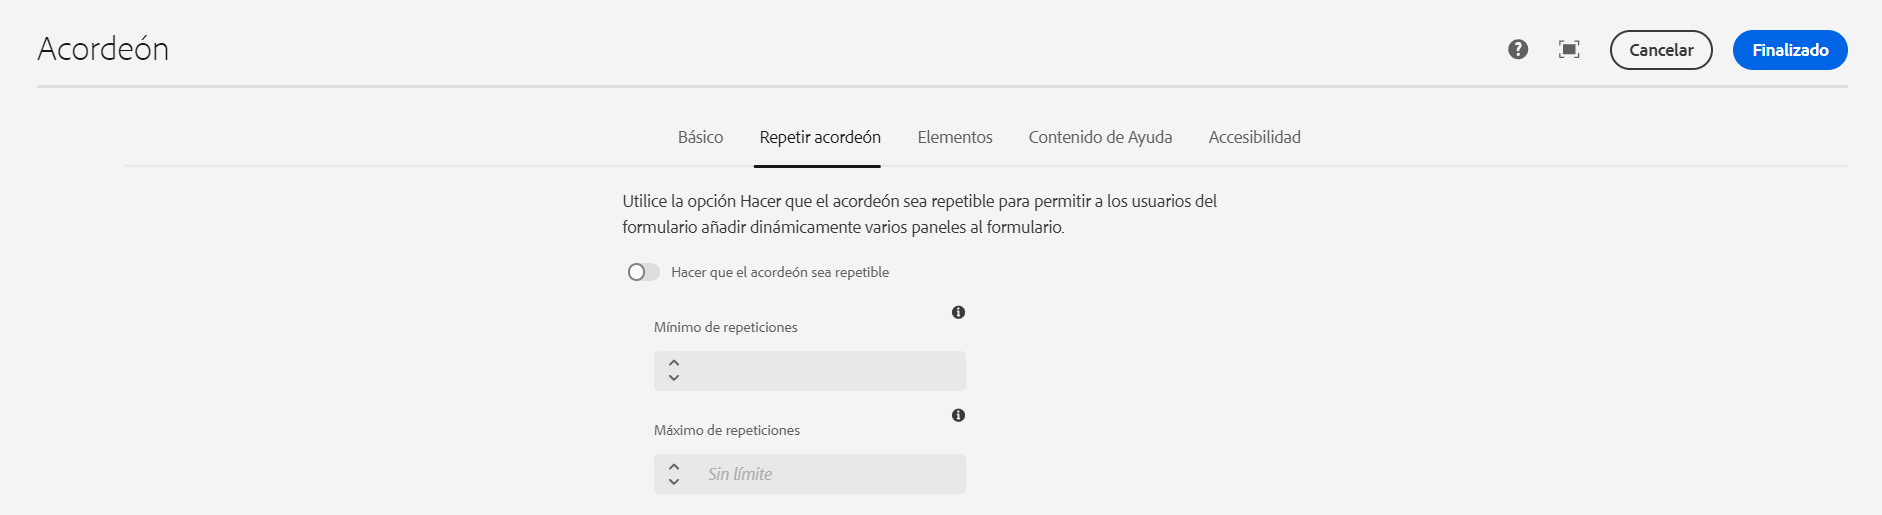 Acordeón
Cancelar
Finalizado
Básico
Repetir acordeón
Elementos
Contenido de Ayuda
Accesibilidad
Utilice la opción Hacer que el acordeón sea repetible para permitir a los usuarios del
formulario añadir dinámicamente varios paneles al formulario.
Hacer que el acordeón sea repetible
Mínimo de repeticiones
Máximo de repeticiones
Sin límite